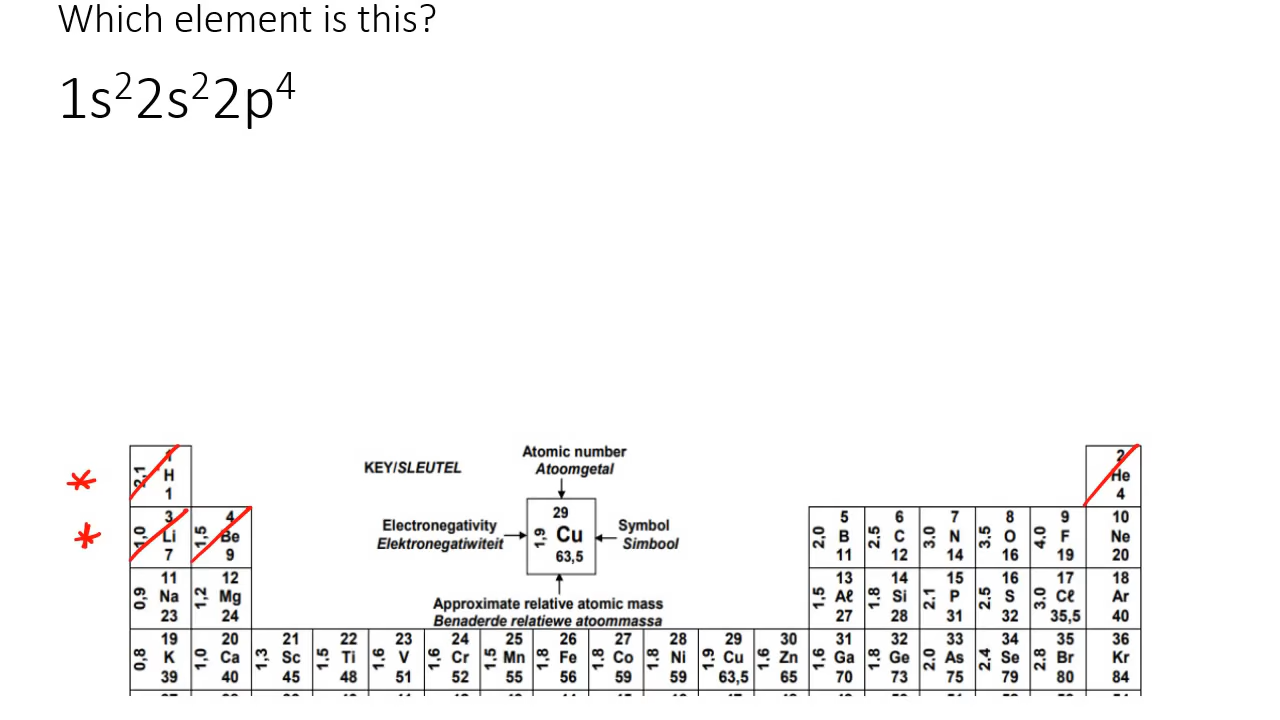 Which element is this?
1s²2s²2p⁴
KEY/SLEUTEL
Atomic number
Atoomgetal
Electronegativity
Elektronegatiwiteit
29
1,9 Cu
63,5
Symbol
Simbool
Approximate relative atomic mass
Benaderde relatiewe atoommassa
1 2
2,1 H He
1 4
3 4 5 6 7 8 9 10
1,0 Li 1,5 Be 2,0 B 2.5 C 3.0 N 3.5 O 4.0 F Ne
7 9 11 12 14 16 19 20
11 12 13 14 15 16 17 18
0,9 Na 1,2 Mg 1,5 Aℓ 1.8 Si 2.1 P 2.5 S 3.0 Cℓ Ar
23 24 27 28 31 32 35,5 40
19 20 21 22 23 24 25 26 27 28 29 30 31 32 33 34 35 36
0,8 K 1,0 Ca 1,3 Sc 1.5 Ti 1.6 V 1.6 Cr 1.5 Mn 1.8 Fe 1.8 Co 1.8 Ni 1.9 Cu 1.6 Zn 1,6 Ga 1.8 Ge 2.0 As 2.4 Se 2.8 Br Kr
39 40 45 48 51 52 55 56 59 59 63,5 65 70 73 75 79 80 84